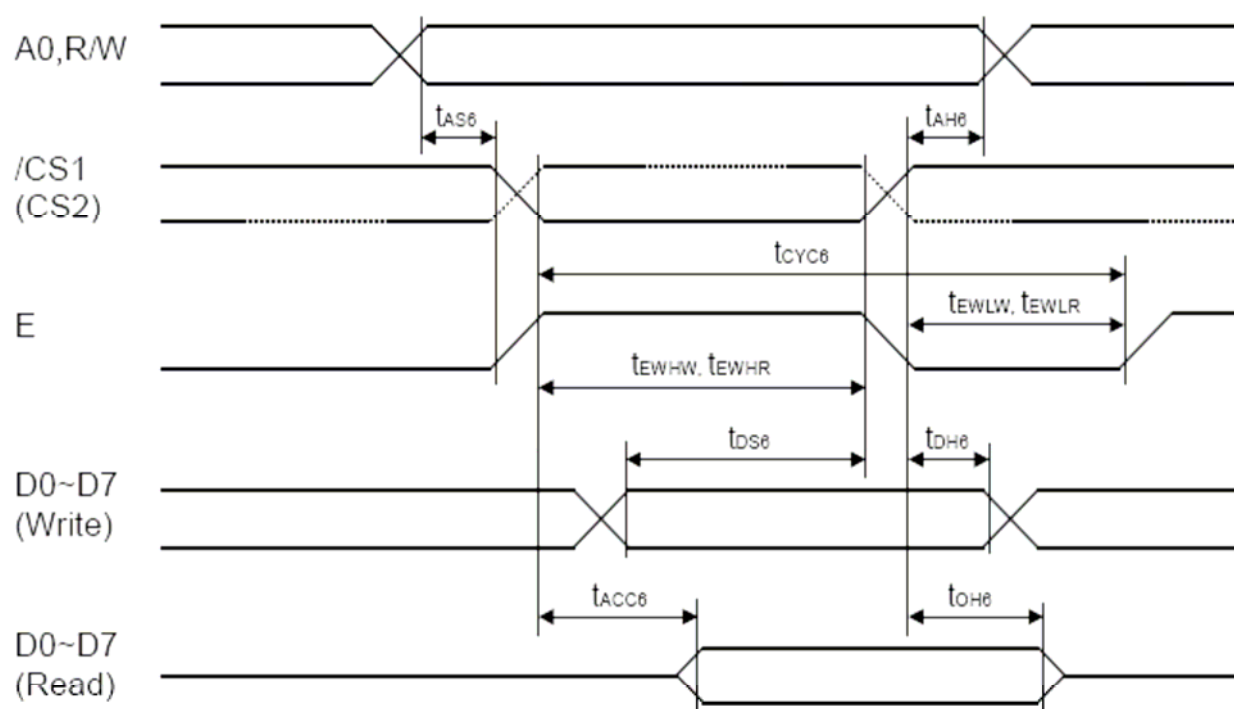 A0,R/W
tAS6
tAH6
/CS1
(CS2)
tCYC6
E
tEWLW, tEWLR
tEWHW, tEWHR
tDS6
tDH6
D0~D7
(Write)
tACC6
tOH6
D0~D7
(Read)